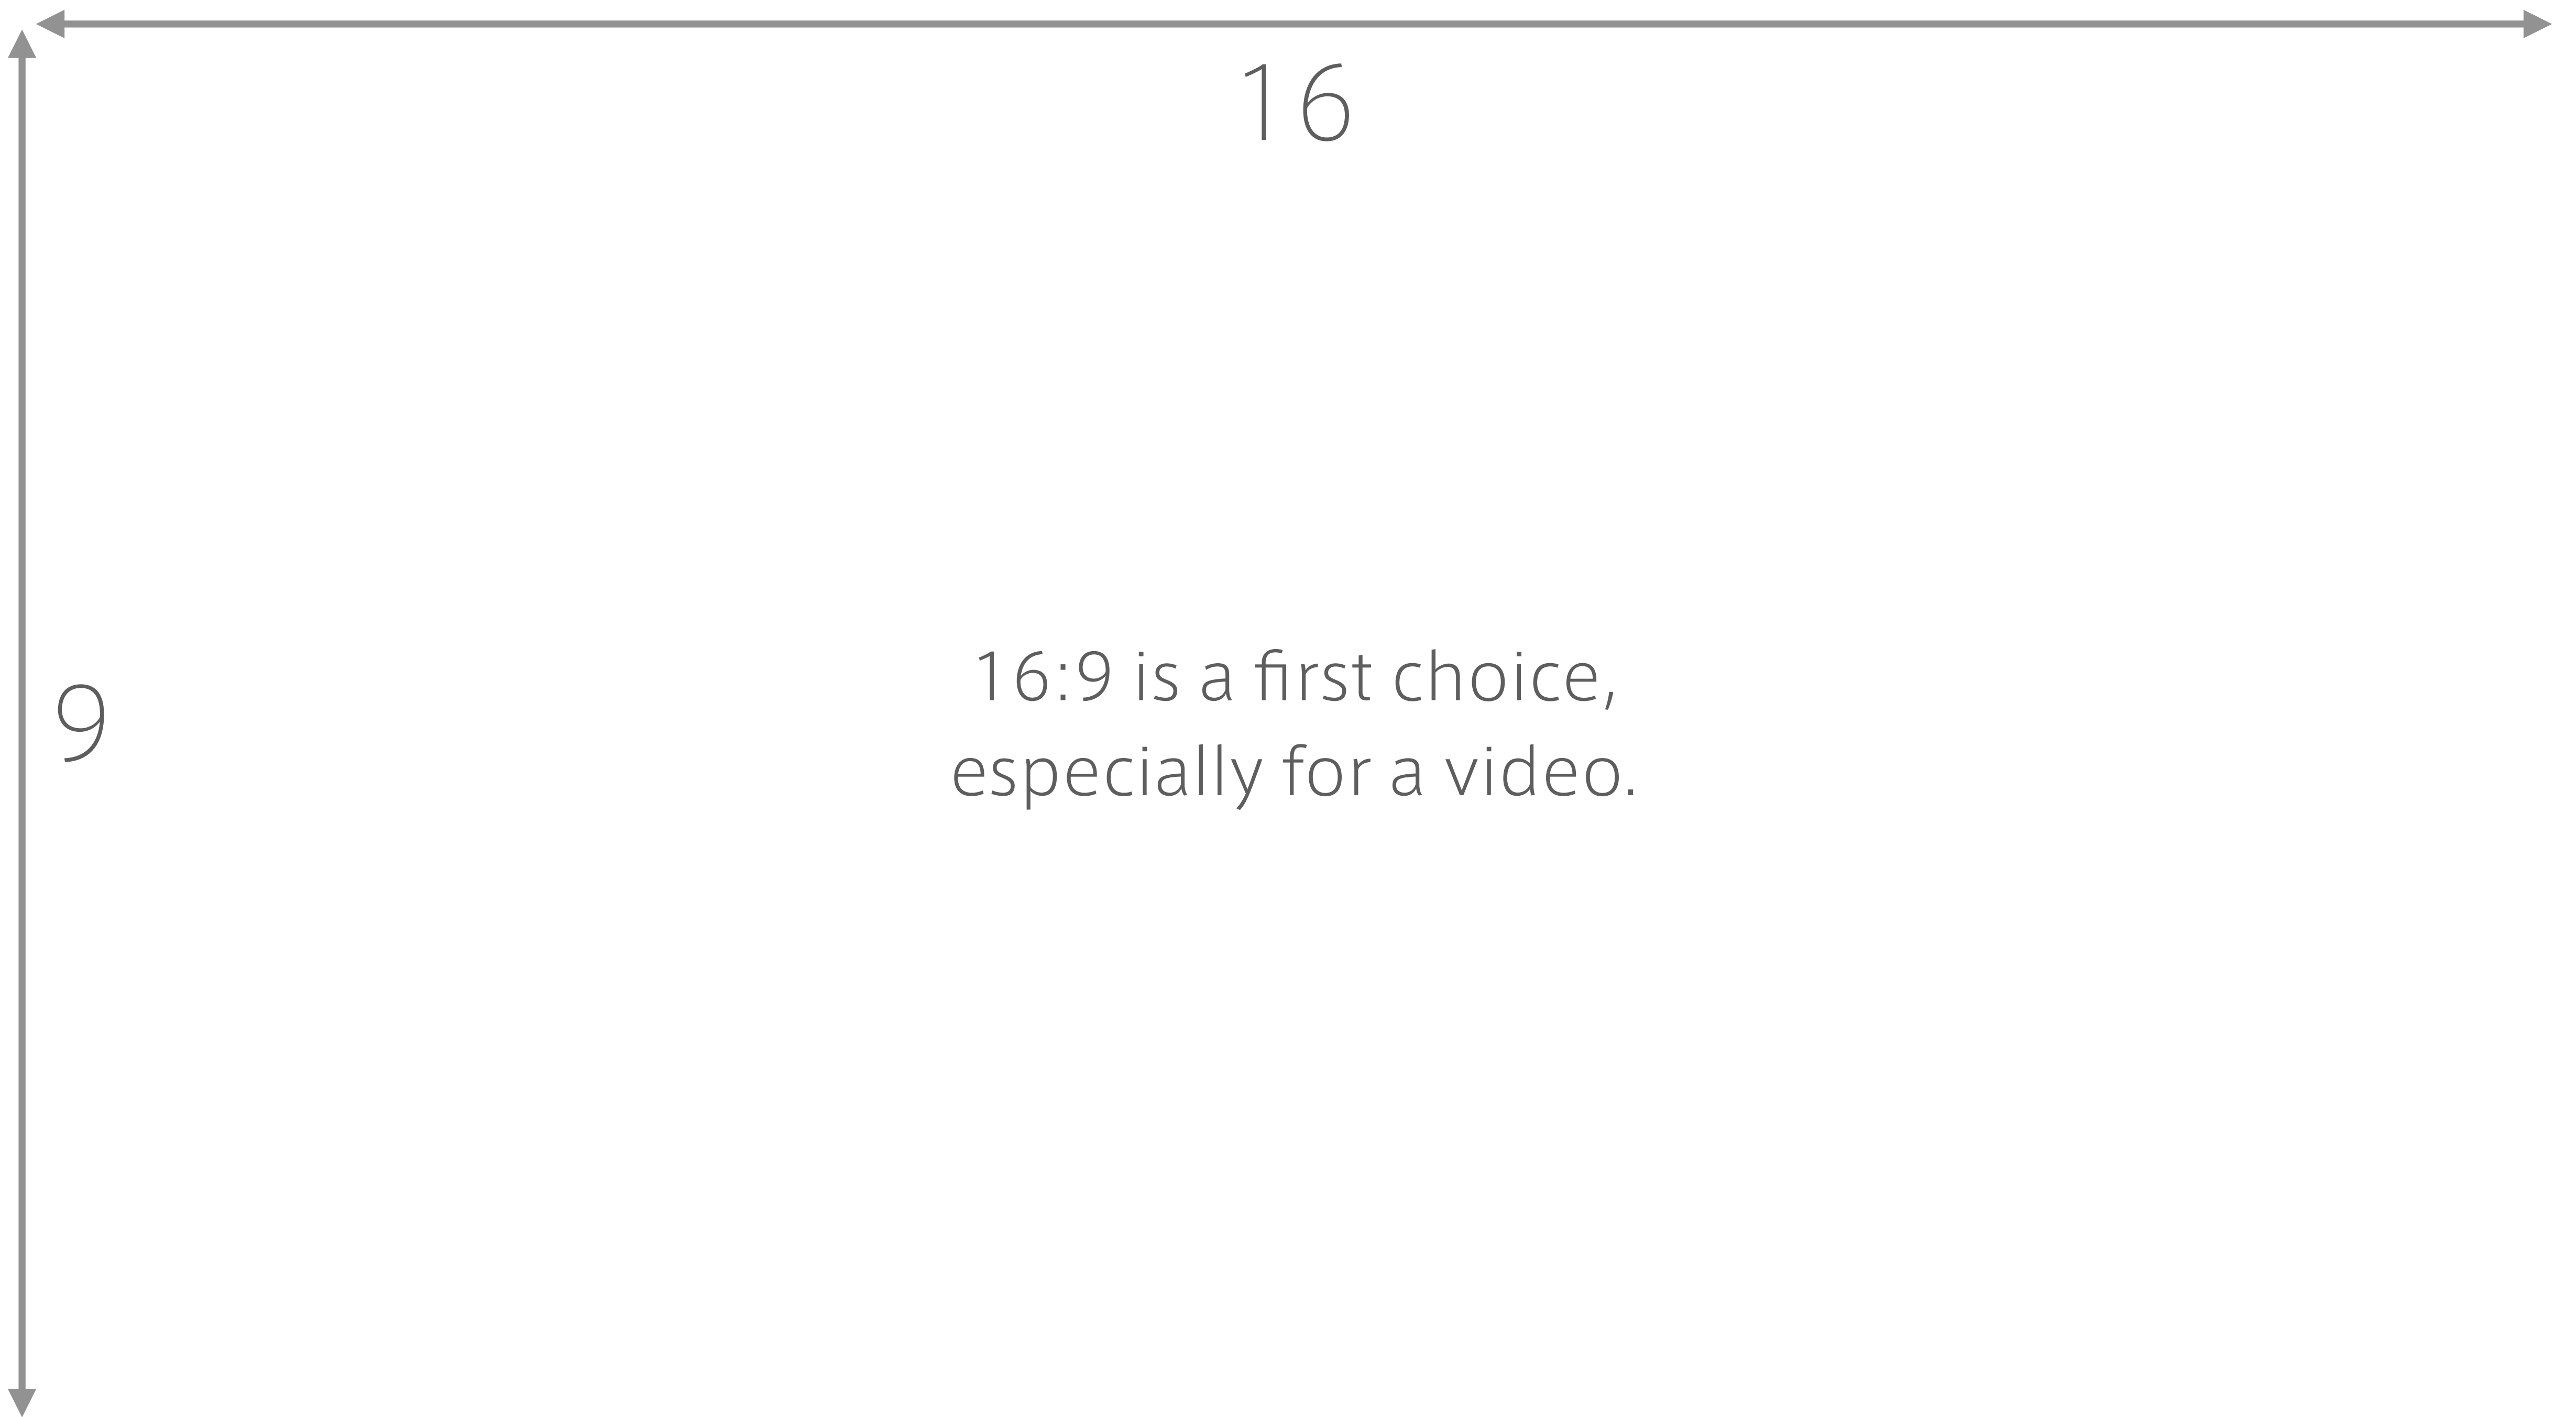 16
9
16:9 is a first choice,
especially for a video.